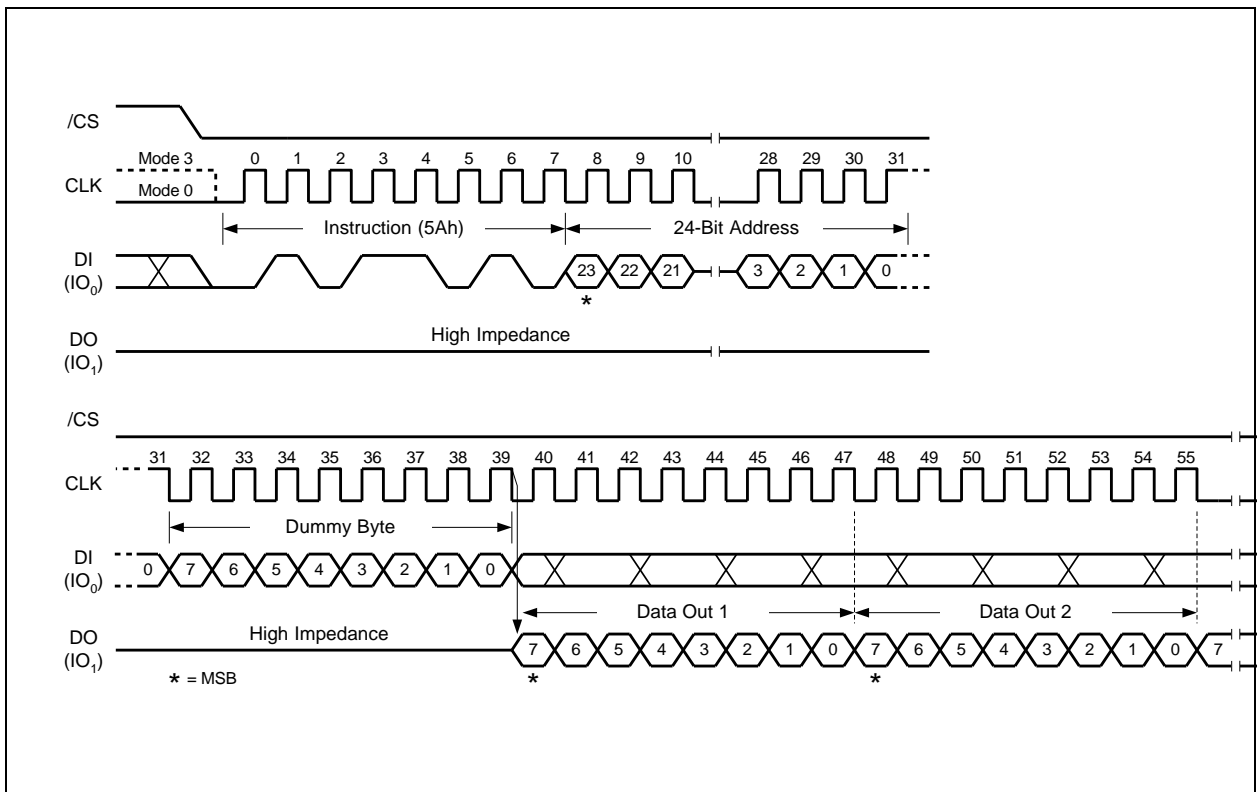 /CS
Mode 3 0 1 2 3 4 5 6 7 8 9 10 28 29 30 31
CLK
Mode 0
Instruction (5Ah) 24-Bit Address
DI
(IO0) 23 22 21 3 2 1 0
*
High Impedance
DO
(IO1)
/CS
31 32 33 34 35 36 37 38 39 40 41 42 43 44 45 46 47 48 49 50 51 52 53 54 55
CLK
Dummy Byte
DI
(IO0) 0 7 6 5 4 3 2 1 0
Data Out 1 Data Out 2
DO
(IO1) High Impedance 7 6 5 4 3 2 1 0 7 6 5 4 3 2 1 0 7
* = MSB * *